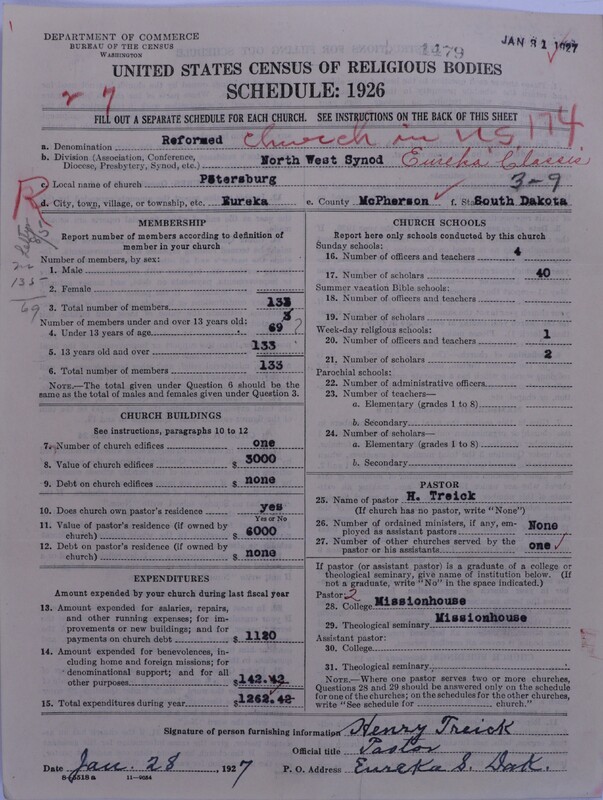 DEPARTMENT OF COMMERCE
BUREAU OF THE CENSUS
WASHINGTON
1479
JAN 31 1927
UNITED STATES CENSUS OF RELIGIOUS BODIES
SCHEDULE: 1926
27
FILL OUT A SEPARATE SCHEDULE FOR EACH CHURCH. SEE INSTRUCTIONS ON THE BACK OF THIS SHEET
174
a. Denomination Reformed Church in U.S.
b. Division (Association, Conference, Diocese, Presbytery, Synod, etc.) North West Synod Eureka Classis
3-9
c. Local name of church Pstersburg
R
d. City, town, village, or township, etc. Eureka e. County McPherson f. State South Dakota
MEMBERSHIP
Report number of members according to definition of
member in your church
Number of members, by sex:
1. Male
2. Female
3. Total number of members 133
Number of members under and over 13 years old:
4. Under 13 years of age 69 ?
5. 13 years old and over 133
6. Total number of members 133
NOTE.—The total given under Question 6 should be
same as the total of males and females given under Question 3.
135
69
CHURCH BUILDINGS
See instructions, paragraphs 10 to 12
7. Number of church edifices one
8. Value of church edifices $ 3000
9. Debt on church edifices $ none
10. Does church own pastor's residence yes
Yes or No
11. Value of pastor's residence (if owned by
church) $ 6000
12. Debt on pastor's residence (if owned by
church) $ none
EXPENDITURES
Amount expended by your church during last fiscal year
13. Amount expended for salaries, repairs,
and other running expenses; for im-
provements or new buildings; and for
payments on church debt $ 1120
14. Amount expended for benevolences, in-
cluding home and foreign missions; for
denominational support; and for all
other purposes $ 142.42
15. Total expenditures during year $ 1262.42
CHURCH SCHOOLS
Report here only schools conducted by this church
Sunday schools:
16. Number of officers and teachers 4
17. Number of scholars 40
Summer vacation Bible schools:
18. Number of officers and teachers
19. Number of scholars
Week-day religious schools:
20. Number of officers and teachers 1
21. Number of scholars 2
Parochial schools:
22. Number of administrative officers
23. Number of teachers—
a. Elementary (grades 1 to 8)
b. Secondary
24. Number of scholars—
a. Elementary (grades 1 to 8)
b. Secondary
PASTOR
25. Name of pastor H. Treick
(If church has no pastor, write "None")
26. Number of ordained ministers, if any, em-
ployed as assistant pastors None
27. Number of other churches served by the
pastor or his assistants one
If pastor (or assistant pastor) is a graduate of a college or
theological seminary, give name of institution below. (If
not a graduate, write "No" in the space indicated.)
Pastor: 2
28. College Missionhouse
29. Theological seminary Missionhouse
Assistant pastor:
30. College
31. Theological seminary
NOTE.—Where one pastor serves two or more churches,
Questions 28 and 29 should be answered only on the schedule
for one of the churches; on the schedules for the other churches,
write "See schedule for church."
Signature of person furnishing information Henry Treick
Official title Pastor
Date Jan. 28, 1927 P. O. Address Eureka S. Dak.
8-4518a 11—9034